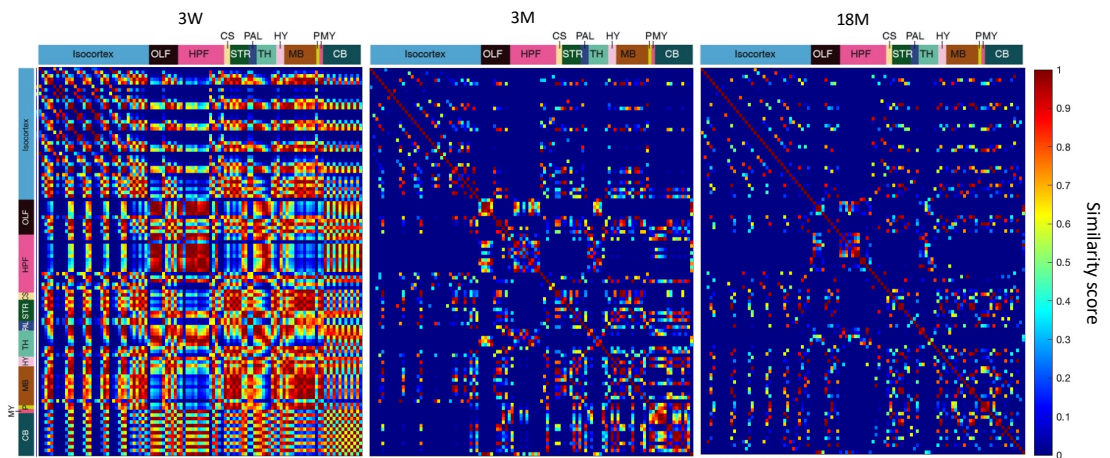 3W
3M
18M
CS PAL HY PMY
Isocortex OLF HPF STR TH MB CB
CS PAL HY PMY
Isocortex OLF HPF STR TH MB CB
CS PAL HY PMY
Isocortex OLF HPF STR TH MB CB
Isocortex
OLF
HPF
CS
STR
PAL
TH
HY
MB
P
MY
CB
1
0.9
0.8
0.7
0.6
0.5
0.4
0.3
0.2
0.1
0
Similarity score